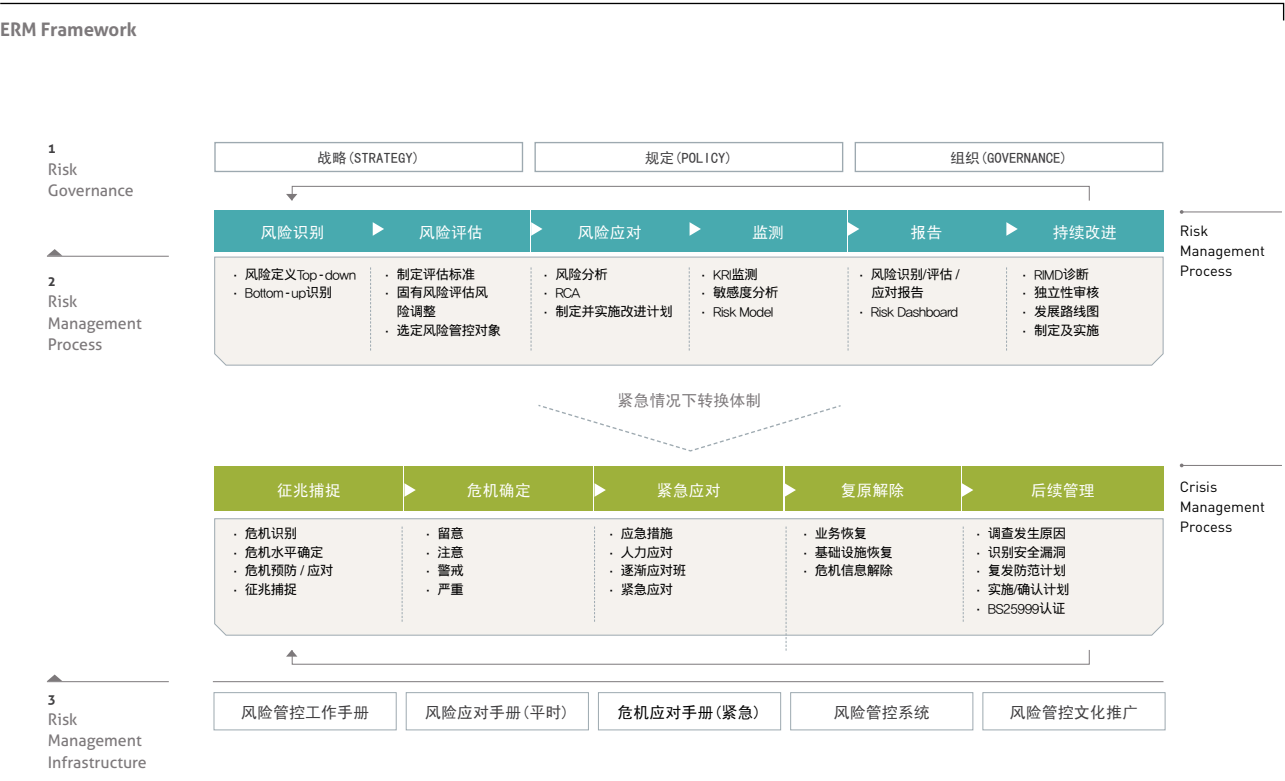 ERM Framework
1
Risk
Governance
战略(STRATEGY)
规定(POLICY)
组织(GOVERNANCE)
2
Risk
Management
Process
风险识别
风险评估
风险应对
监测
报告
持续改进
· 风险定义Top-down
· Bottom-up识别
· 制定评估标准
· 固有风险评估风
险调整
· 选定风险管控对象
· 风险分析
· RCA
· 制定并实施改进计划
· KRI监测
· 敏感度分析
· Risk Model
· 风险识别/评估 /
应对报告
· Risk Dashboard
· RIMD诊断
· 独立性审核
· 发展路线图
· 制定及实施
Risk
Management
Process
紧急情况下转换体制
征兆捕捉
危机确定
紧急应对
复原解除
后续管理
· 危机识别
· 危机水平确定
· 危机预防 / 应对
· 征兆捕捉
· 留意
· 注意
· 警戒
· 严重
· 应急措施
· 人力应对
· 逐渐应对班
· 紧急应对
· 业务恢复
· 基础设施恢复
· 危机信息解除
· 调查发生原因
· 识别安全漏洞
· 复发防范计划
· 实施/确认计划
· BS25999认证
Crisis
Management
Process
3
Risk
Management
Infrastructure
风险管控工作手册
风险应对手册(平时)
危机应对手册(紧急)
风险管控系统
风险管控文化推广